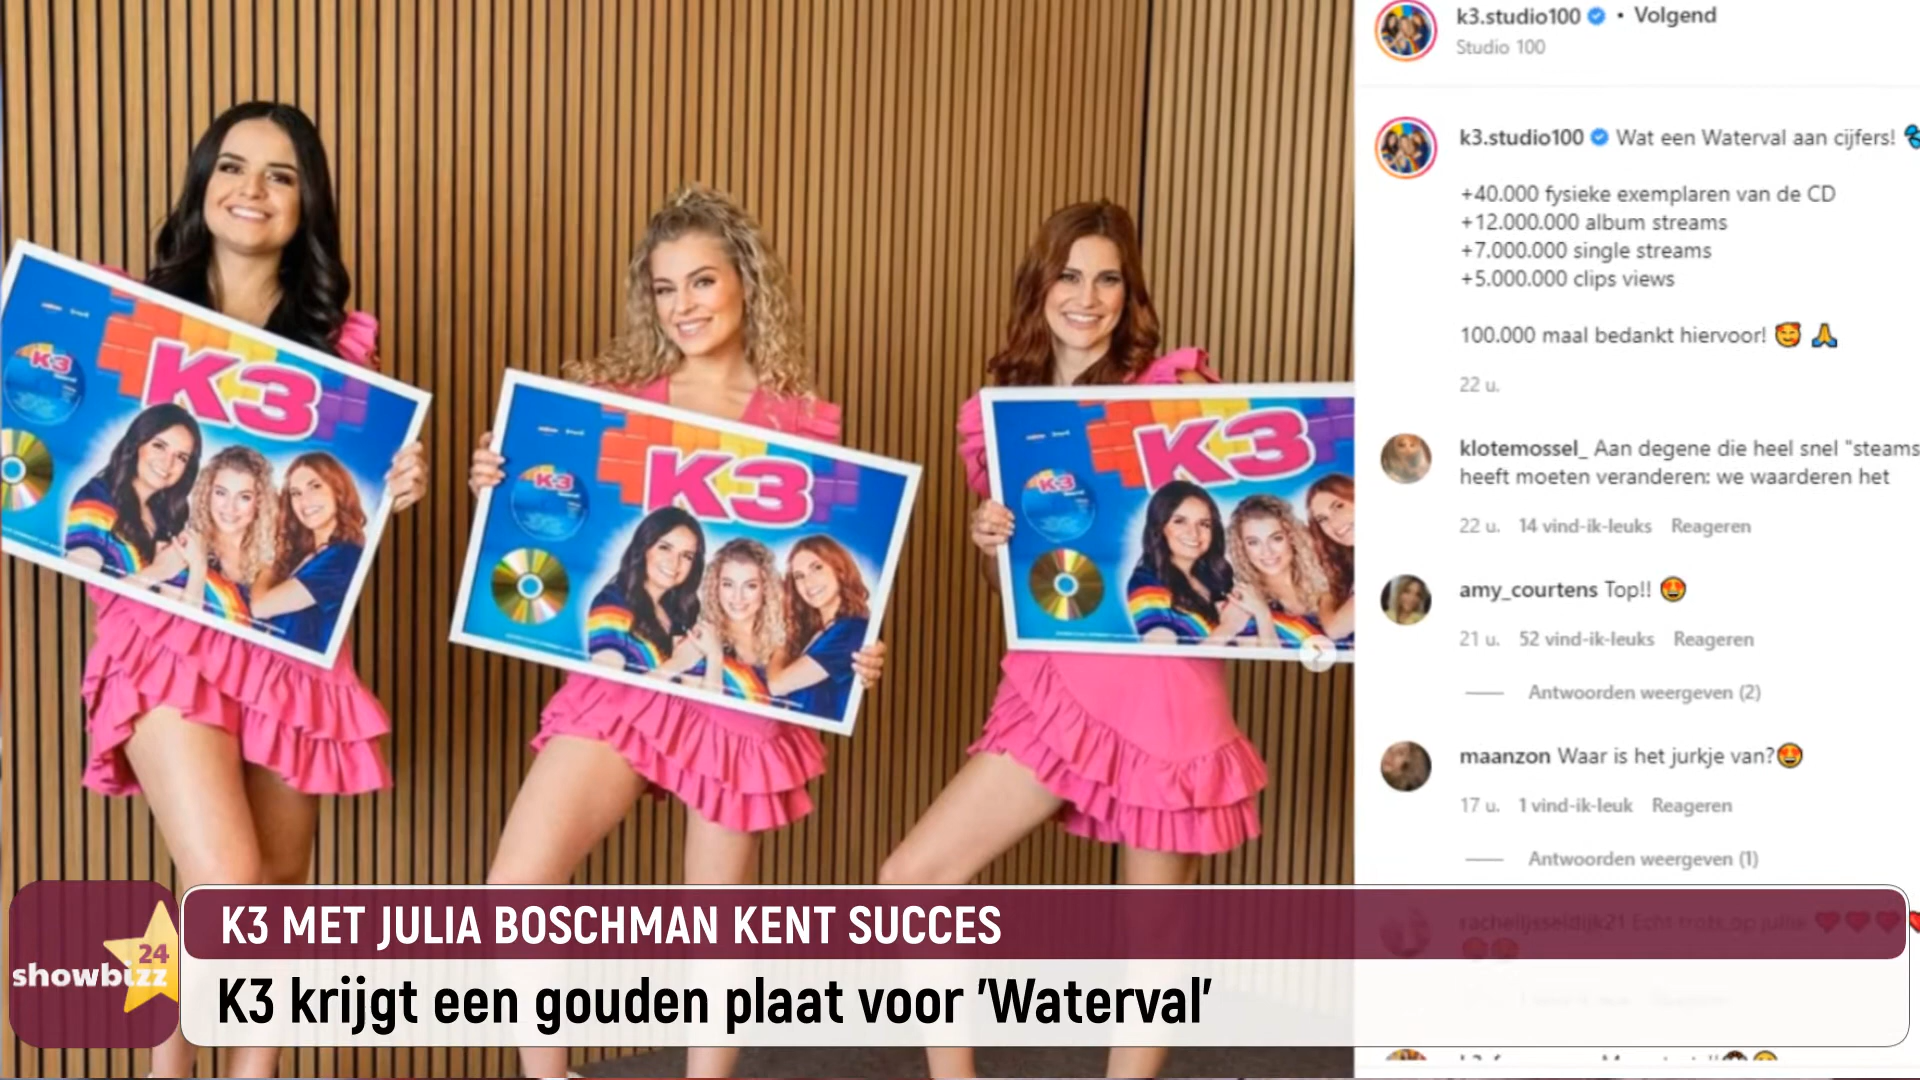 k3.studio100 • Volgend
Studio 100
k3.studio100 Wat een Waterval aan cijfers!
+40.000 fysieke exemplaren van de CD
+12.000.000 album streams
+7.000.000 single streams
+5.000.000 clips views
100.000 maal bedankt hiervoor! 🥰 🙏
22 u.
klotemossel_ Aan degene die heel snel "steams
heeft moeten veranderen: we waarderen het
22 u. 14 vind-ik-leuks Reageren
amy_courtens Top!! 😍
21 u. 52 vind-ik-leuks Reageren
Antwoorden weergeven (2)
maanzon Waar is het jurkje van?😍
17 u. 1 vind-ik-leuk Reageren
Antwoorden weergeven (1)
K3
K3
K3
K3
K3
K3
K3 MET JULIA BOSCHMAN KENT SUCCES
K3 krijgt een gouden plaat voor 'Waterval'
24
showbizz